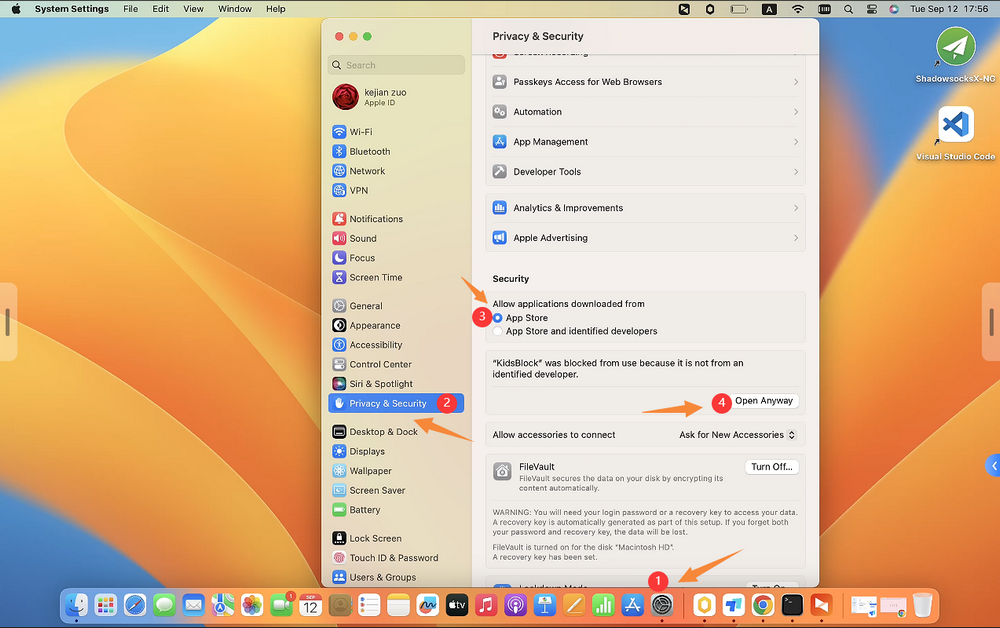 System Settings File Edit View Window Help
A
Tue Sep 12 17:56
Privacy & Security
Search
kejian zuo
Apple ID
Wi-Fi
Bluetooth
Network
VPN
Notifications
Sound
Focus
Screen Time
General
Appearance
Accessibility
Control Center
Siri & Spotlight
Privacy & Security
2
Desktop & Dock
Displays
Wallpaper
Screen Saver
Battery
Lock Screen
Touch ID & Password
Users & Groups
Screen Recording
Passkeys Access for Web Browsers
Automation
App Management
Developer Tools
Analytics & Improvements
Apple Advertising
Security
Allow applications downloaded from
3
App Store
App Store and identified developers
“KidsBlock” was blocked from use because it is not from an
identified developer.
4
Open Anyway
Allow accessories to connect
Ask for New Accessories
FileVault
Turn Off...
FileVault secures the data on your disk by encrypting its
content automatically.
WARNING: You will need your login password or a recovery key to access your data.
A recovery key is automatically generated as part of this setup. If you forget both
your password and recovery key, the data will be lost.
FileVault is turned on for the disk “Macintosh HD”.
A recovery key has been set.
Lockdown Mode
Turn On
1
ShadowsocksX-NG
Visual Studio Code
1
SEP
12
tv